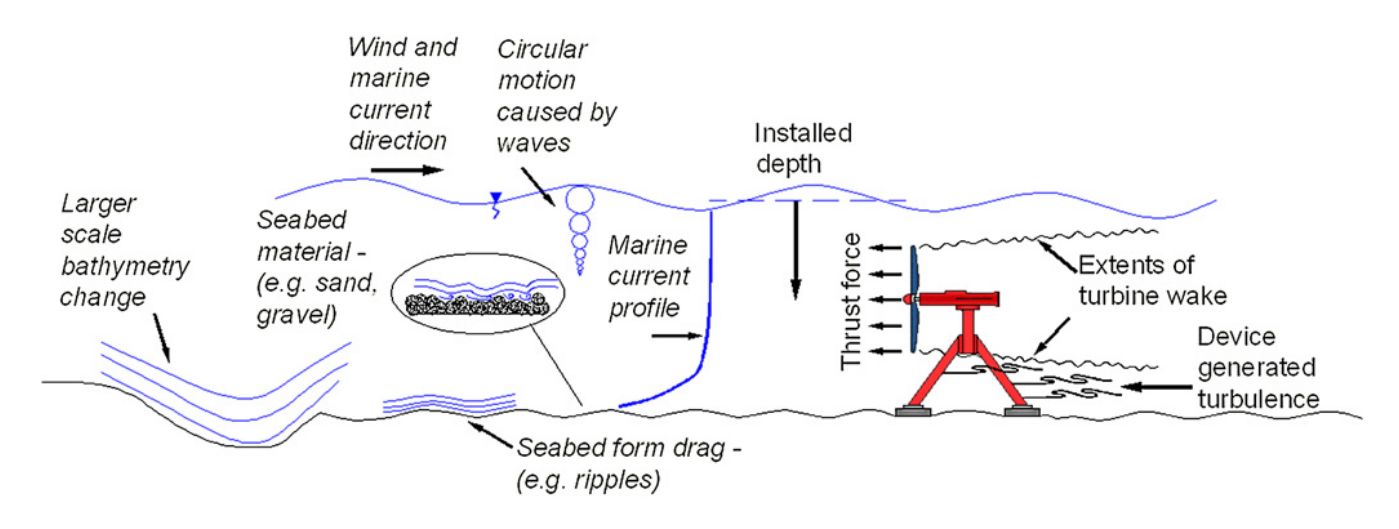 Wind and
marine
current
direction
Circular
motion
caused by
waves
Installed
depth
Larger
scale
bathymetry
change
Seabed
material -
(e.g. sand,
gravel)
Marine
current
profile
Thrust force
Extents of
turbine wake
Device
generated
turbulence
Seabed form drag -
(e.g. ripples)